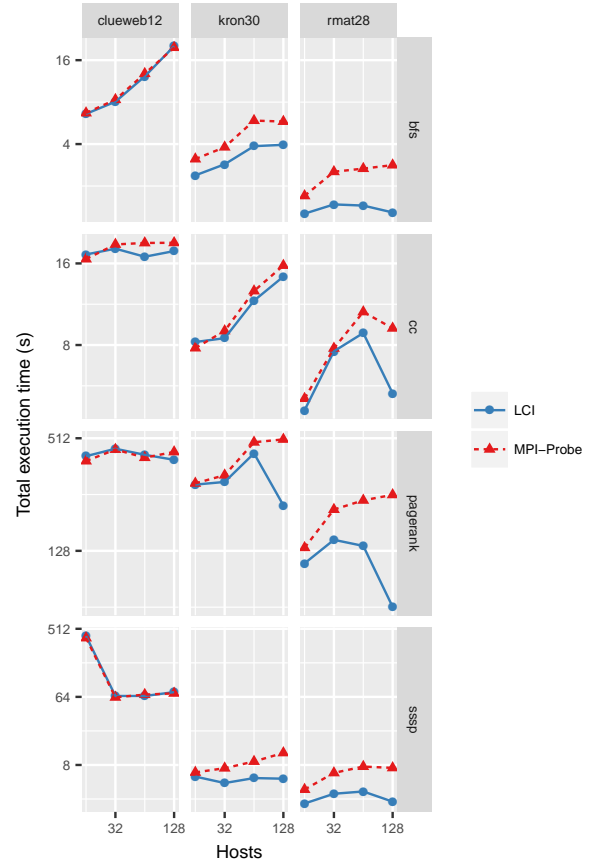 clueweb12 kron30 rmat28
16
4
bfs
16
8
cc
512
128
pagerank
512
64
8
sssp
32 128 32 128 32 128
Hosts
Total execution time (s)
LCI
MPI−Probe